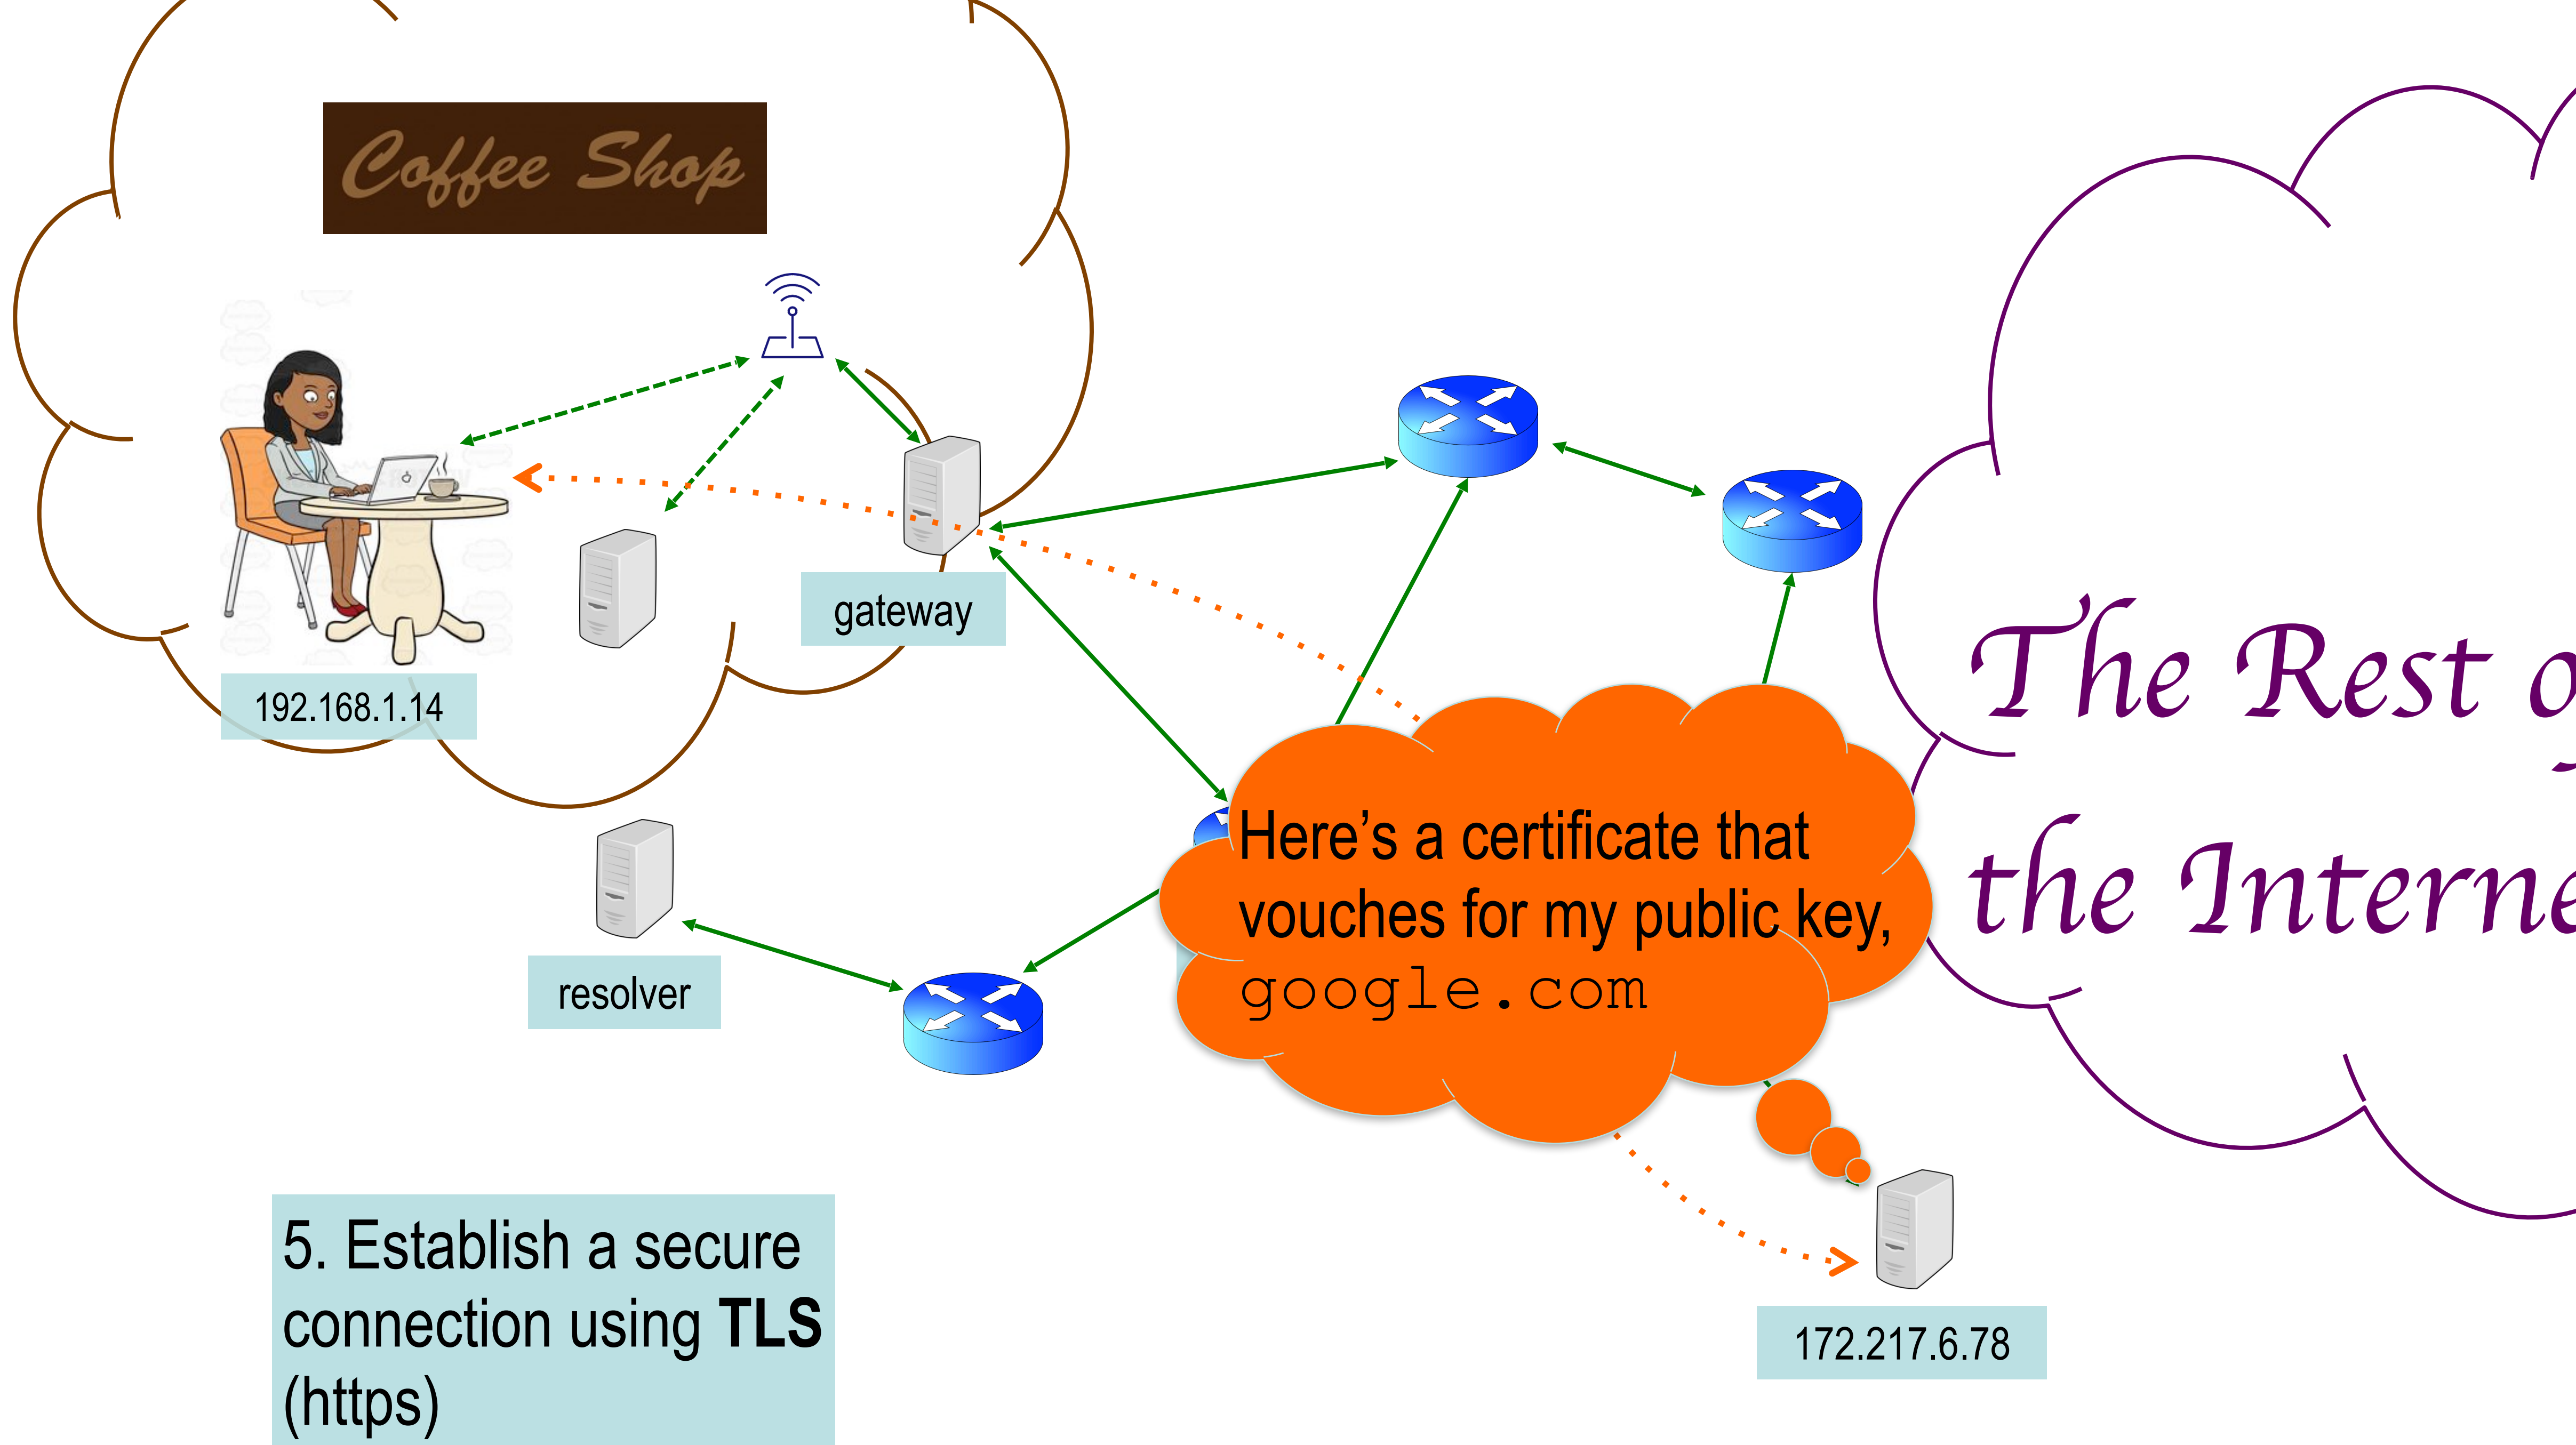 Coffee Shop
gateway
192.168.1.14
The Rest
the Interne
Here’s a certificate that
vouches for my public key,
google.com
resolver
5. Establish a secure
connection using TLS
(https)
172.217.6.78